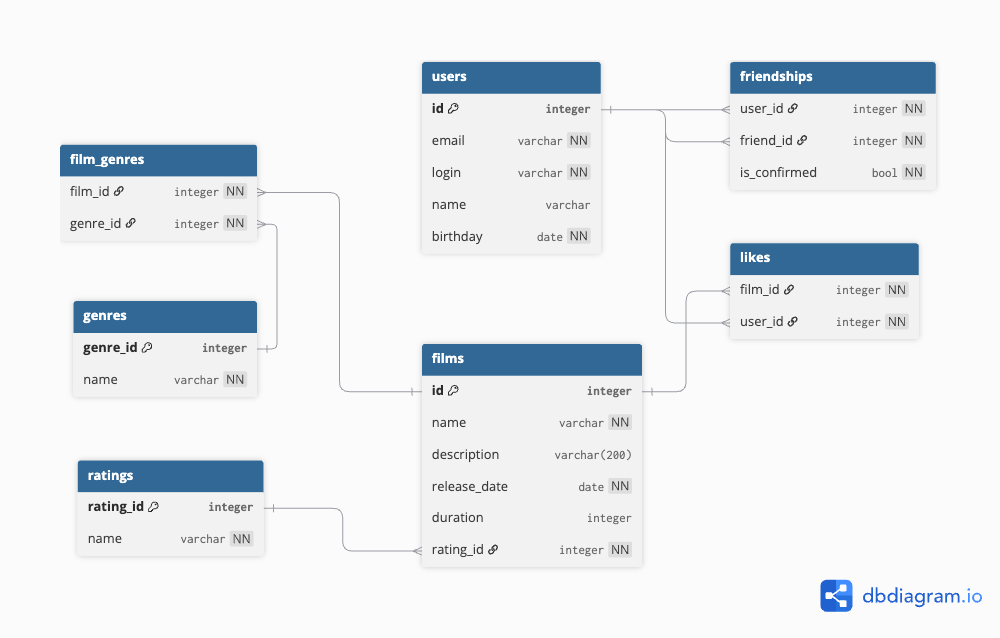 users
id integer
email varchar NN
login varchar NN
name varchar
birthday date NN
friendships
user_id integer NN
friend_id integer NN
is_confirmed bool NN
film_genres
film_id integer NN
genre_id integer NN
likes
film_id integer NN
user_id integer NN
genres
genre_id integer
name varchar NN
films
id integer
name varchar NN
description varchar(200)
release_date date NN
duration integer
rating_id integer NN
ratings
rating_id integer
name varchar NN
dbdiagram.io